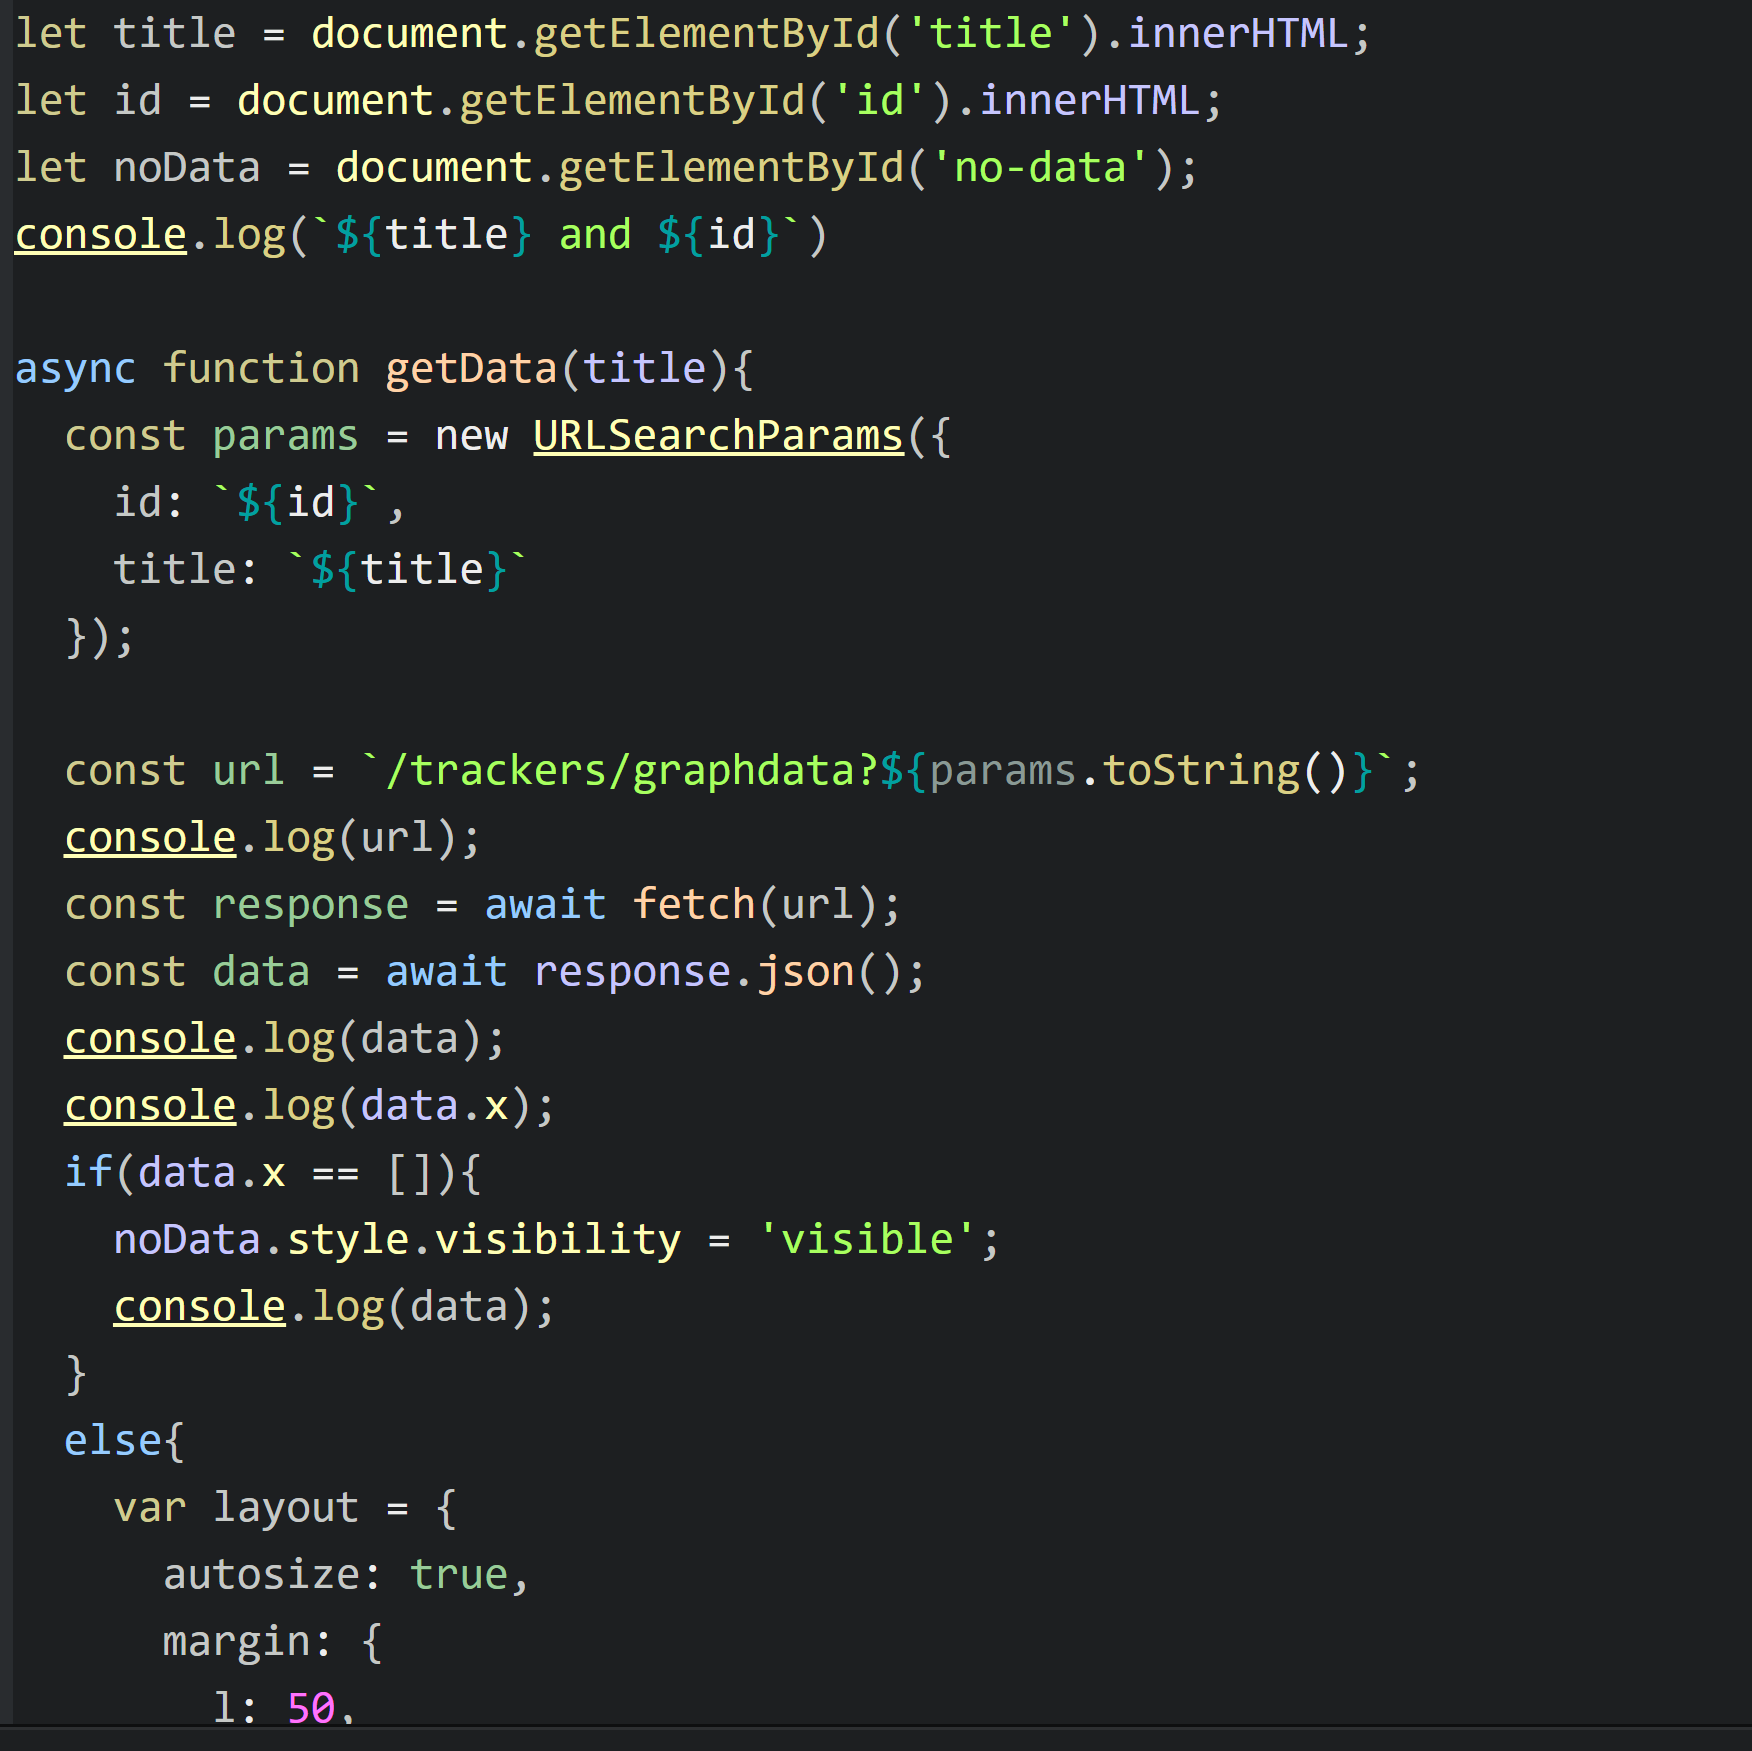 let title = document.getElementById('title').innerHTML;
let id = document.getElementById('id').innerHTML;
let noData = document.getElementById('no-data');
console.log(`${title} and ${id}`)

async function getData(title){
  const params = new URLSearchParams({
    id: `${id}`,
    title: `${title}`
  });

  const url = `/trackers/graphdata?${params.toString()}`;
  console.log(url);
  const response = await fetch(url);
  const data = await response.json();
  console.log(data);
  console.log(data.x);
  if(data.x == []){
    noData.style.visibility = 'visible';
    console.log(data);
  }
  else{
    var layout = {
      autosize: true,
      margin: {
        l: 50,